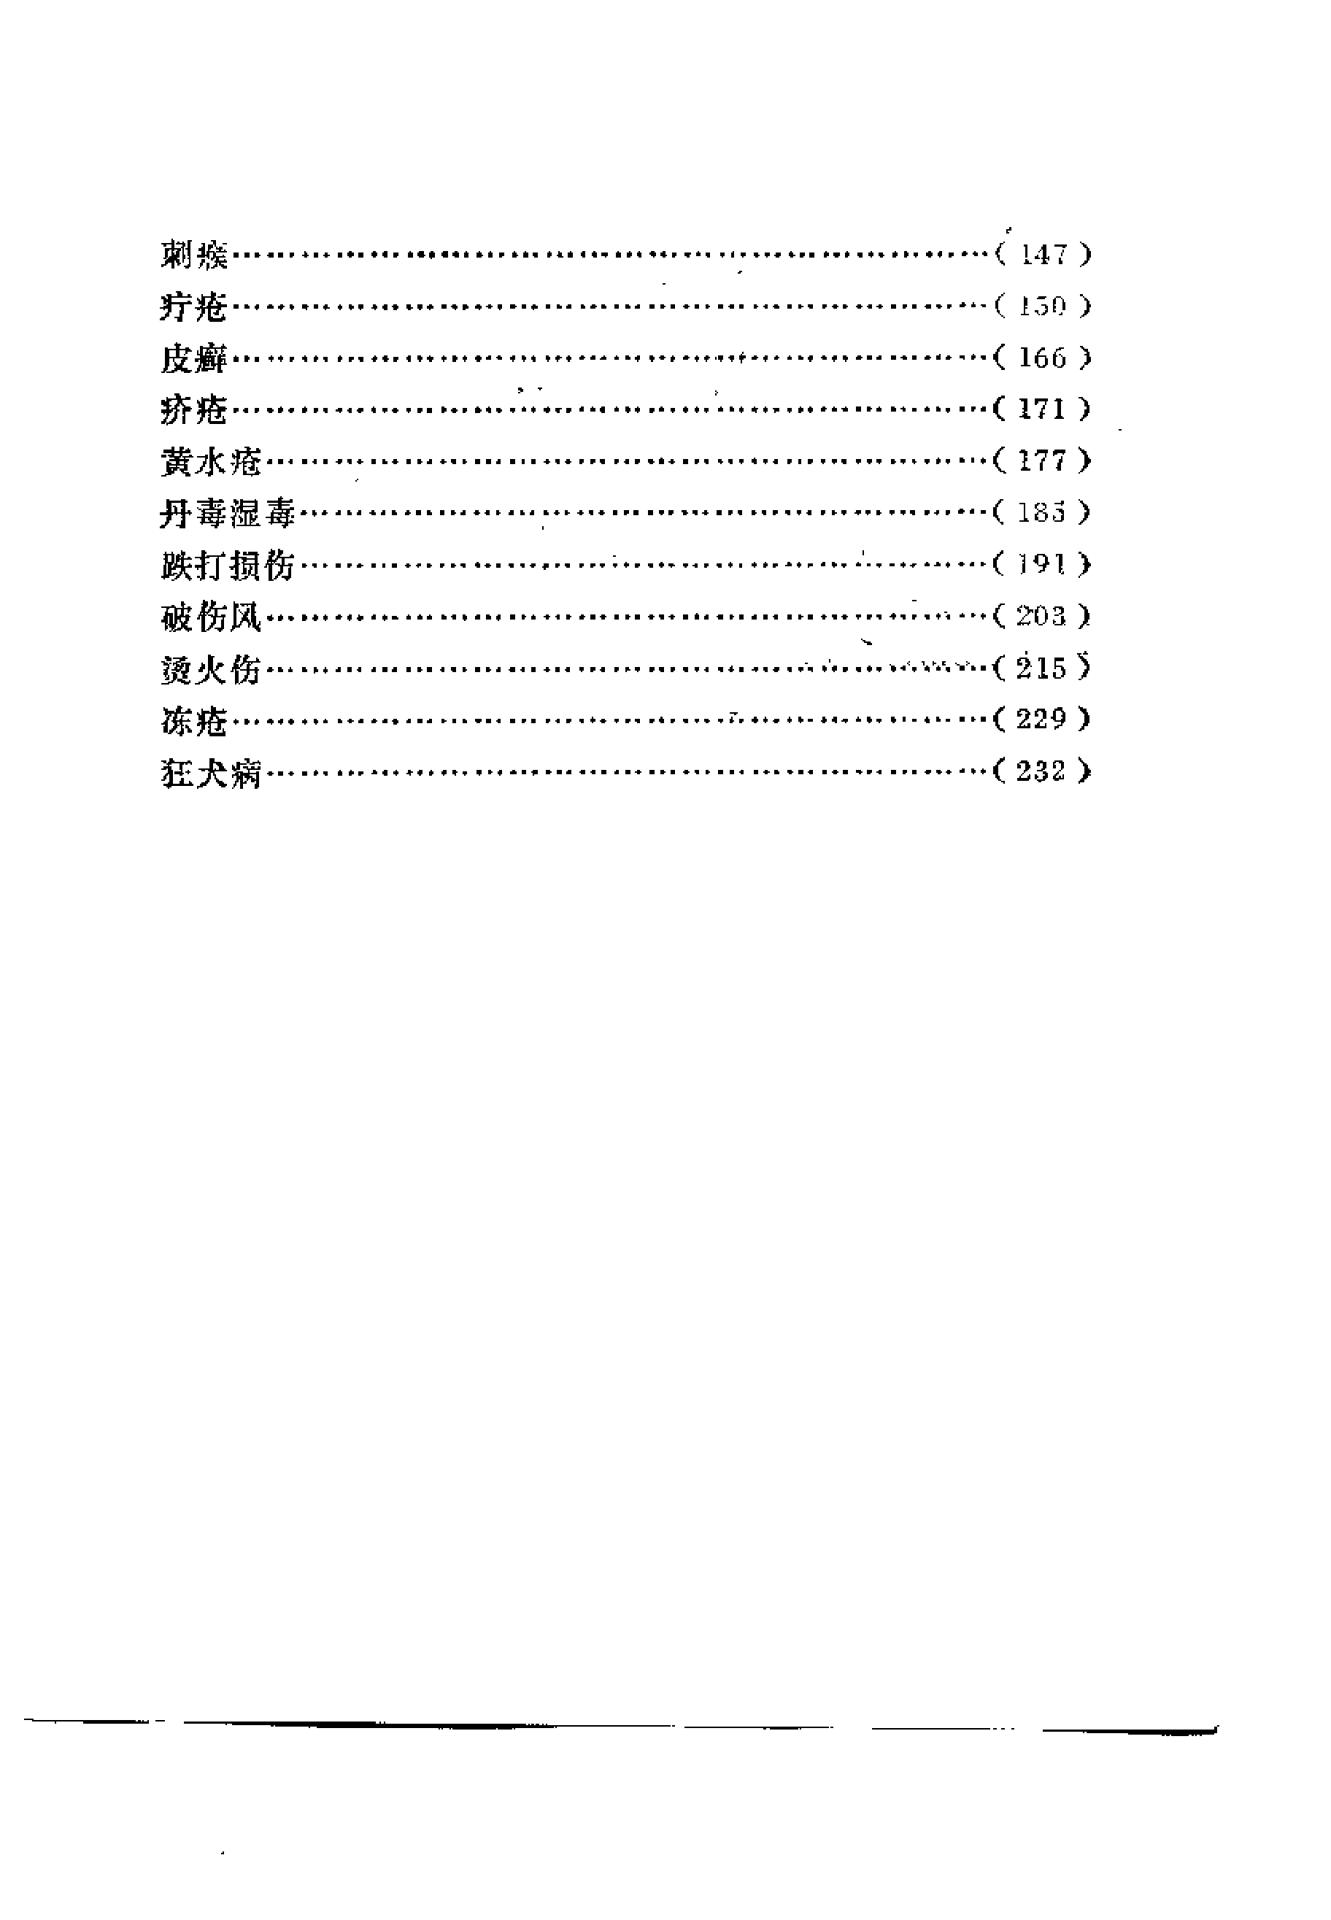 刺瘊…………………………………………………………( 147 )
疔疮…………………………………………………………( 150 )
皮癣…………………………………………………………( 166 )
疥疮…………………………………………………………( 171 )
黄水疮………………………………………………………( 177 )
丹毒湿毒……………………………………………………( 185 )
跌打损伤……………………………………………………( 191 )
破伤风………………………………………………………( 203 )
烫火伤………………………………………………………( 215 )
冻疮…………………………………………………………( 229 )
狂犬病………………………………………………………( 232 )